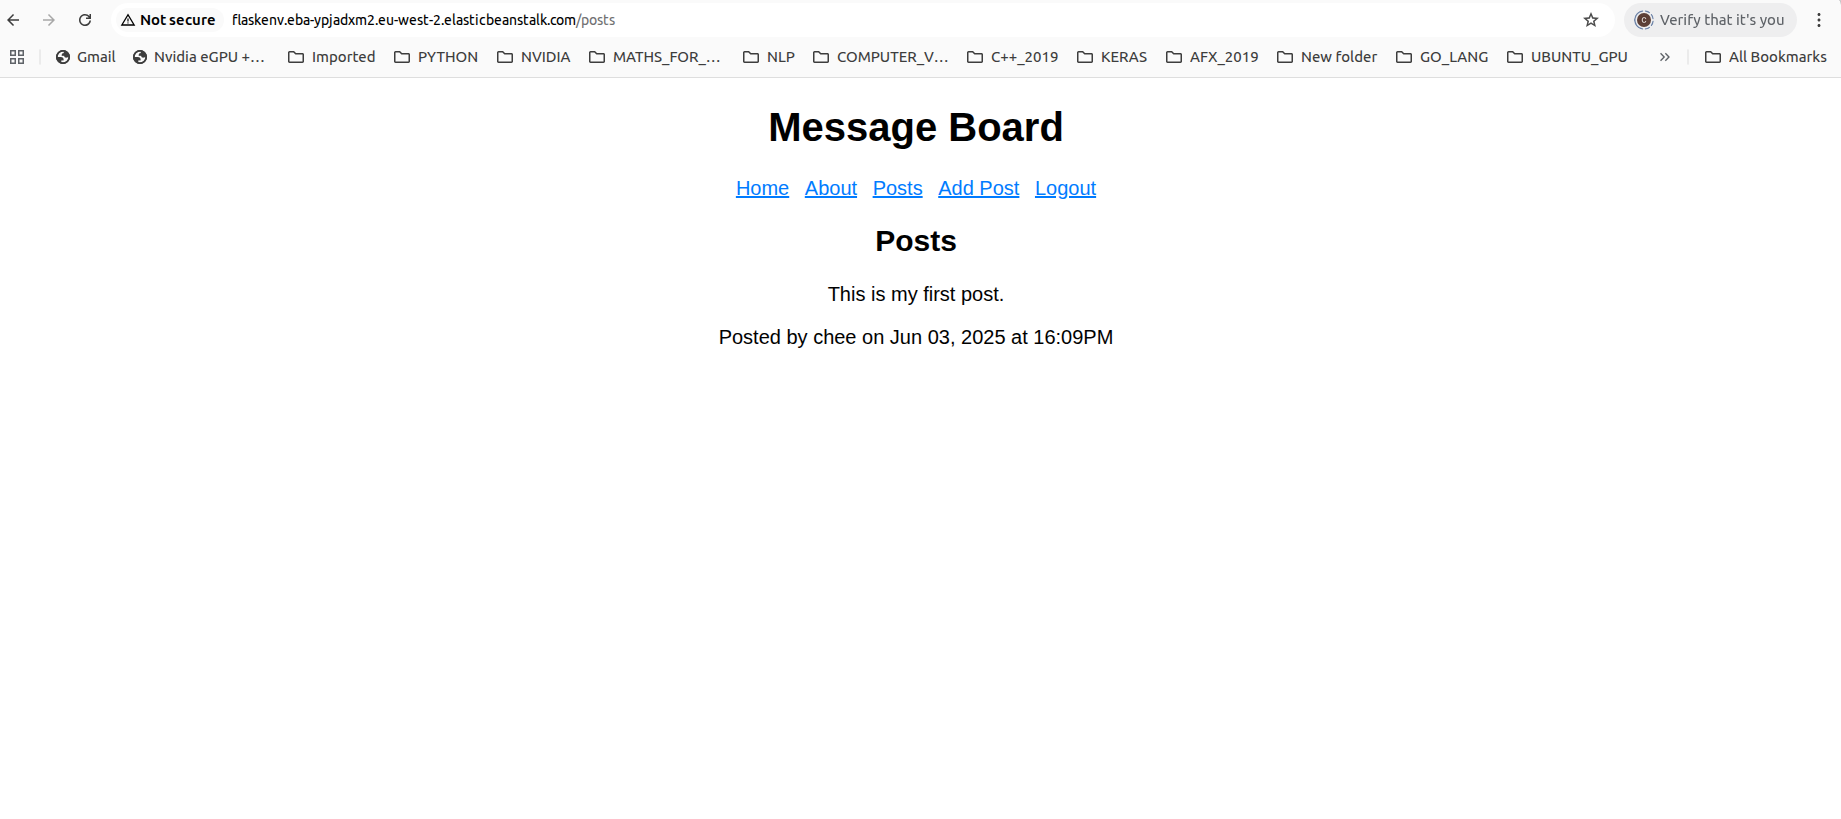 Not secure flaskenv.eba-ypjadxm2.eu-west-2.elasticbeanstalk.com/posts C Verify that it's you
Gmail Nvidia eGPU +... Imported PYTHON NVIDIA MATHS_FOR_... NLP COMPUTER_V... C++_2019 KERAS AFX_2019 New folder GO_LANG UBUNTU_GPU » All Bookmarks
Message Board
Home About Posts Add Post Logout
Posts
This is my first post.
Posted by chee on Jun 03, 2025 at 16:09PM